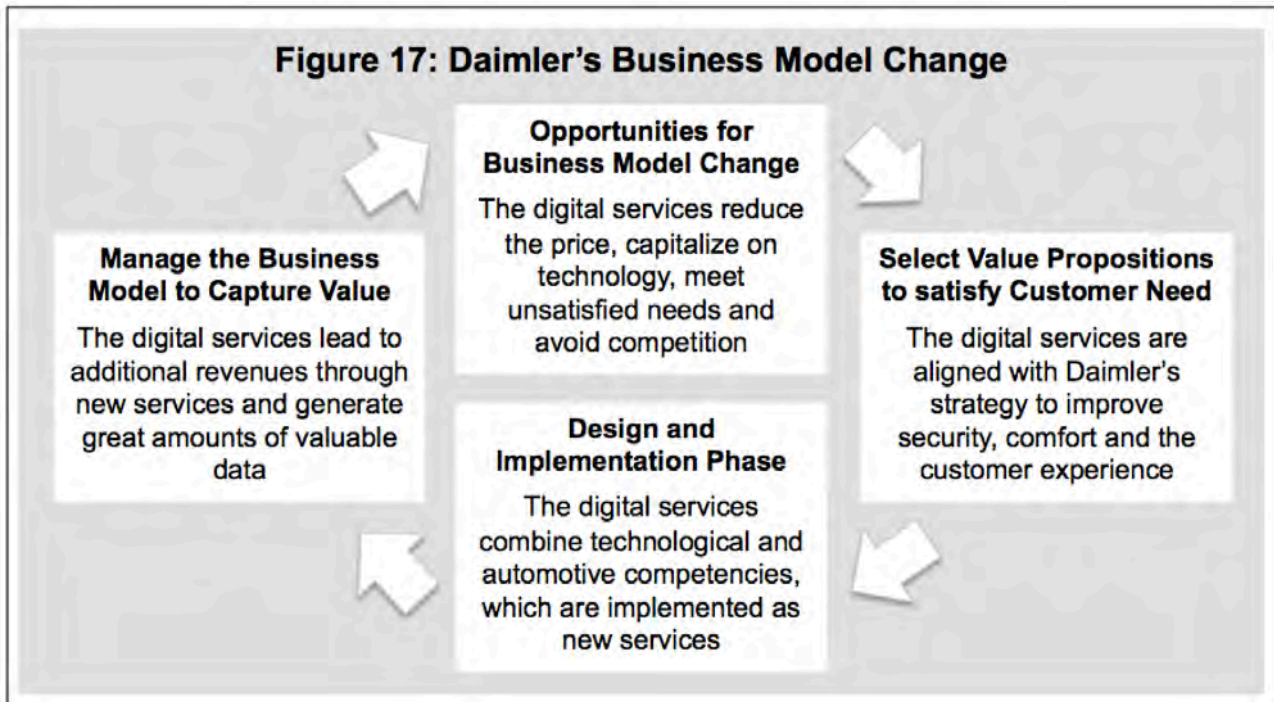 Figure 17: Daimler's Business Model Change
Opportunities for
Business Model Change
The digital services reduce
the price, capitalize on
technology, meet
unsatisfied needs and
avoid competition
Select Value Propositions
to satisfy Customer Need
The digital services are
aligned with Daimler's
strategy to improve
security, comfort and the
customer experience
Design and
Implementation Phase
The digital services
combine technological and
automotive competencies,
which are implemented as
new services
Manage the Business
Model to Capture Value
The digital services lead to
additional revenues through
new services and generate
great amounts of valuable
data